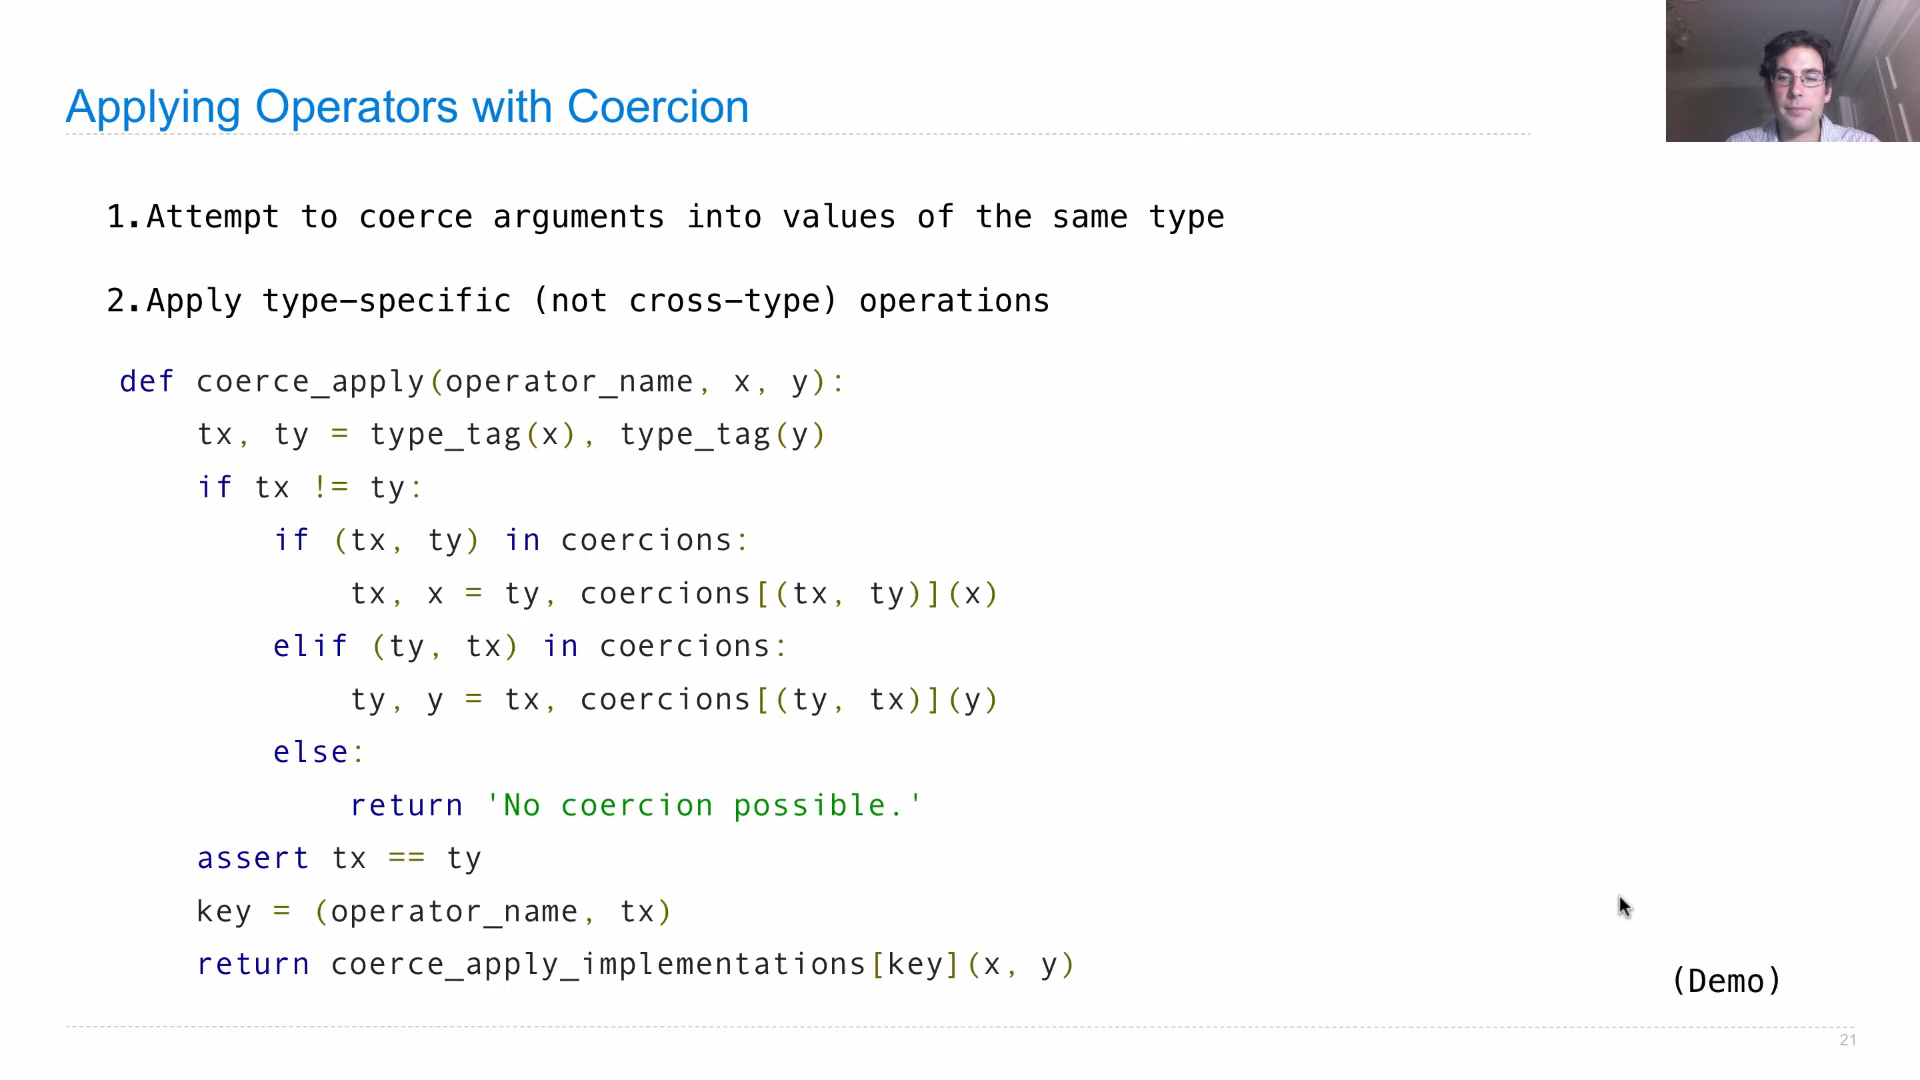 Applying Operators with Coercion
1.Attempt to coerce arguments into values of the same type
2.Apply type-specific (not cross-type) operations
def coerce_apply(operator_name, x, y):
    tx, ty = type_tag(x), type_tag(y)
    if tx != ty:
        if (tx, ty) in coercions:
            tx, x = ty, coercions[(tx, ty)](x)
        elif (ty, tx) in coercions:
            ty, y = tx, coercions[(ty, tx)](y)
        else:
            return 'No coercion possible.'
    assert tx == ty
    key = (operator_name, tx)
    return coerce_apply_implementations[key](x, y)
(Demo)
21